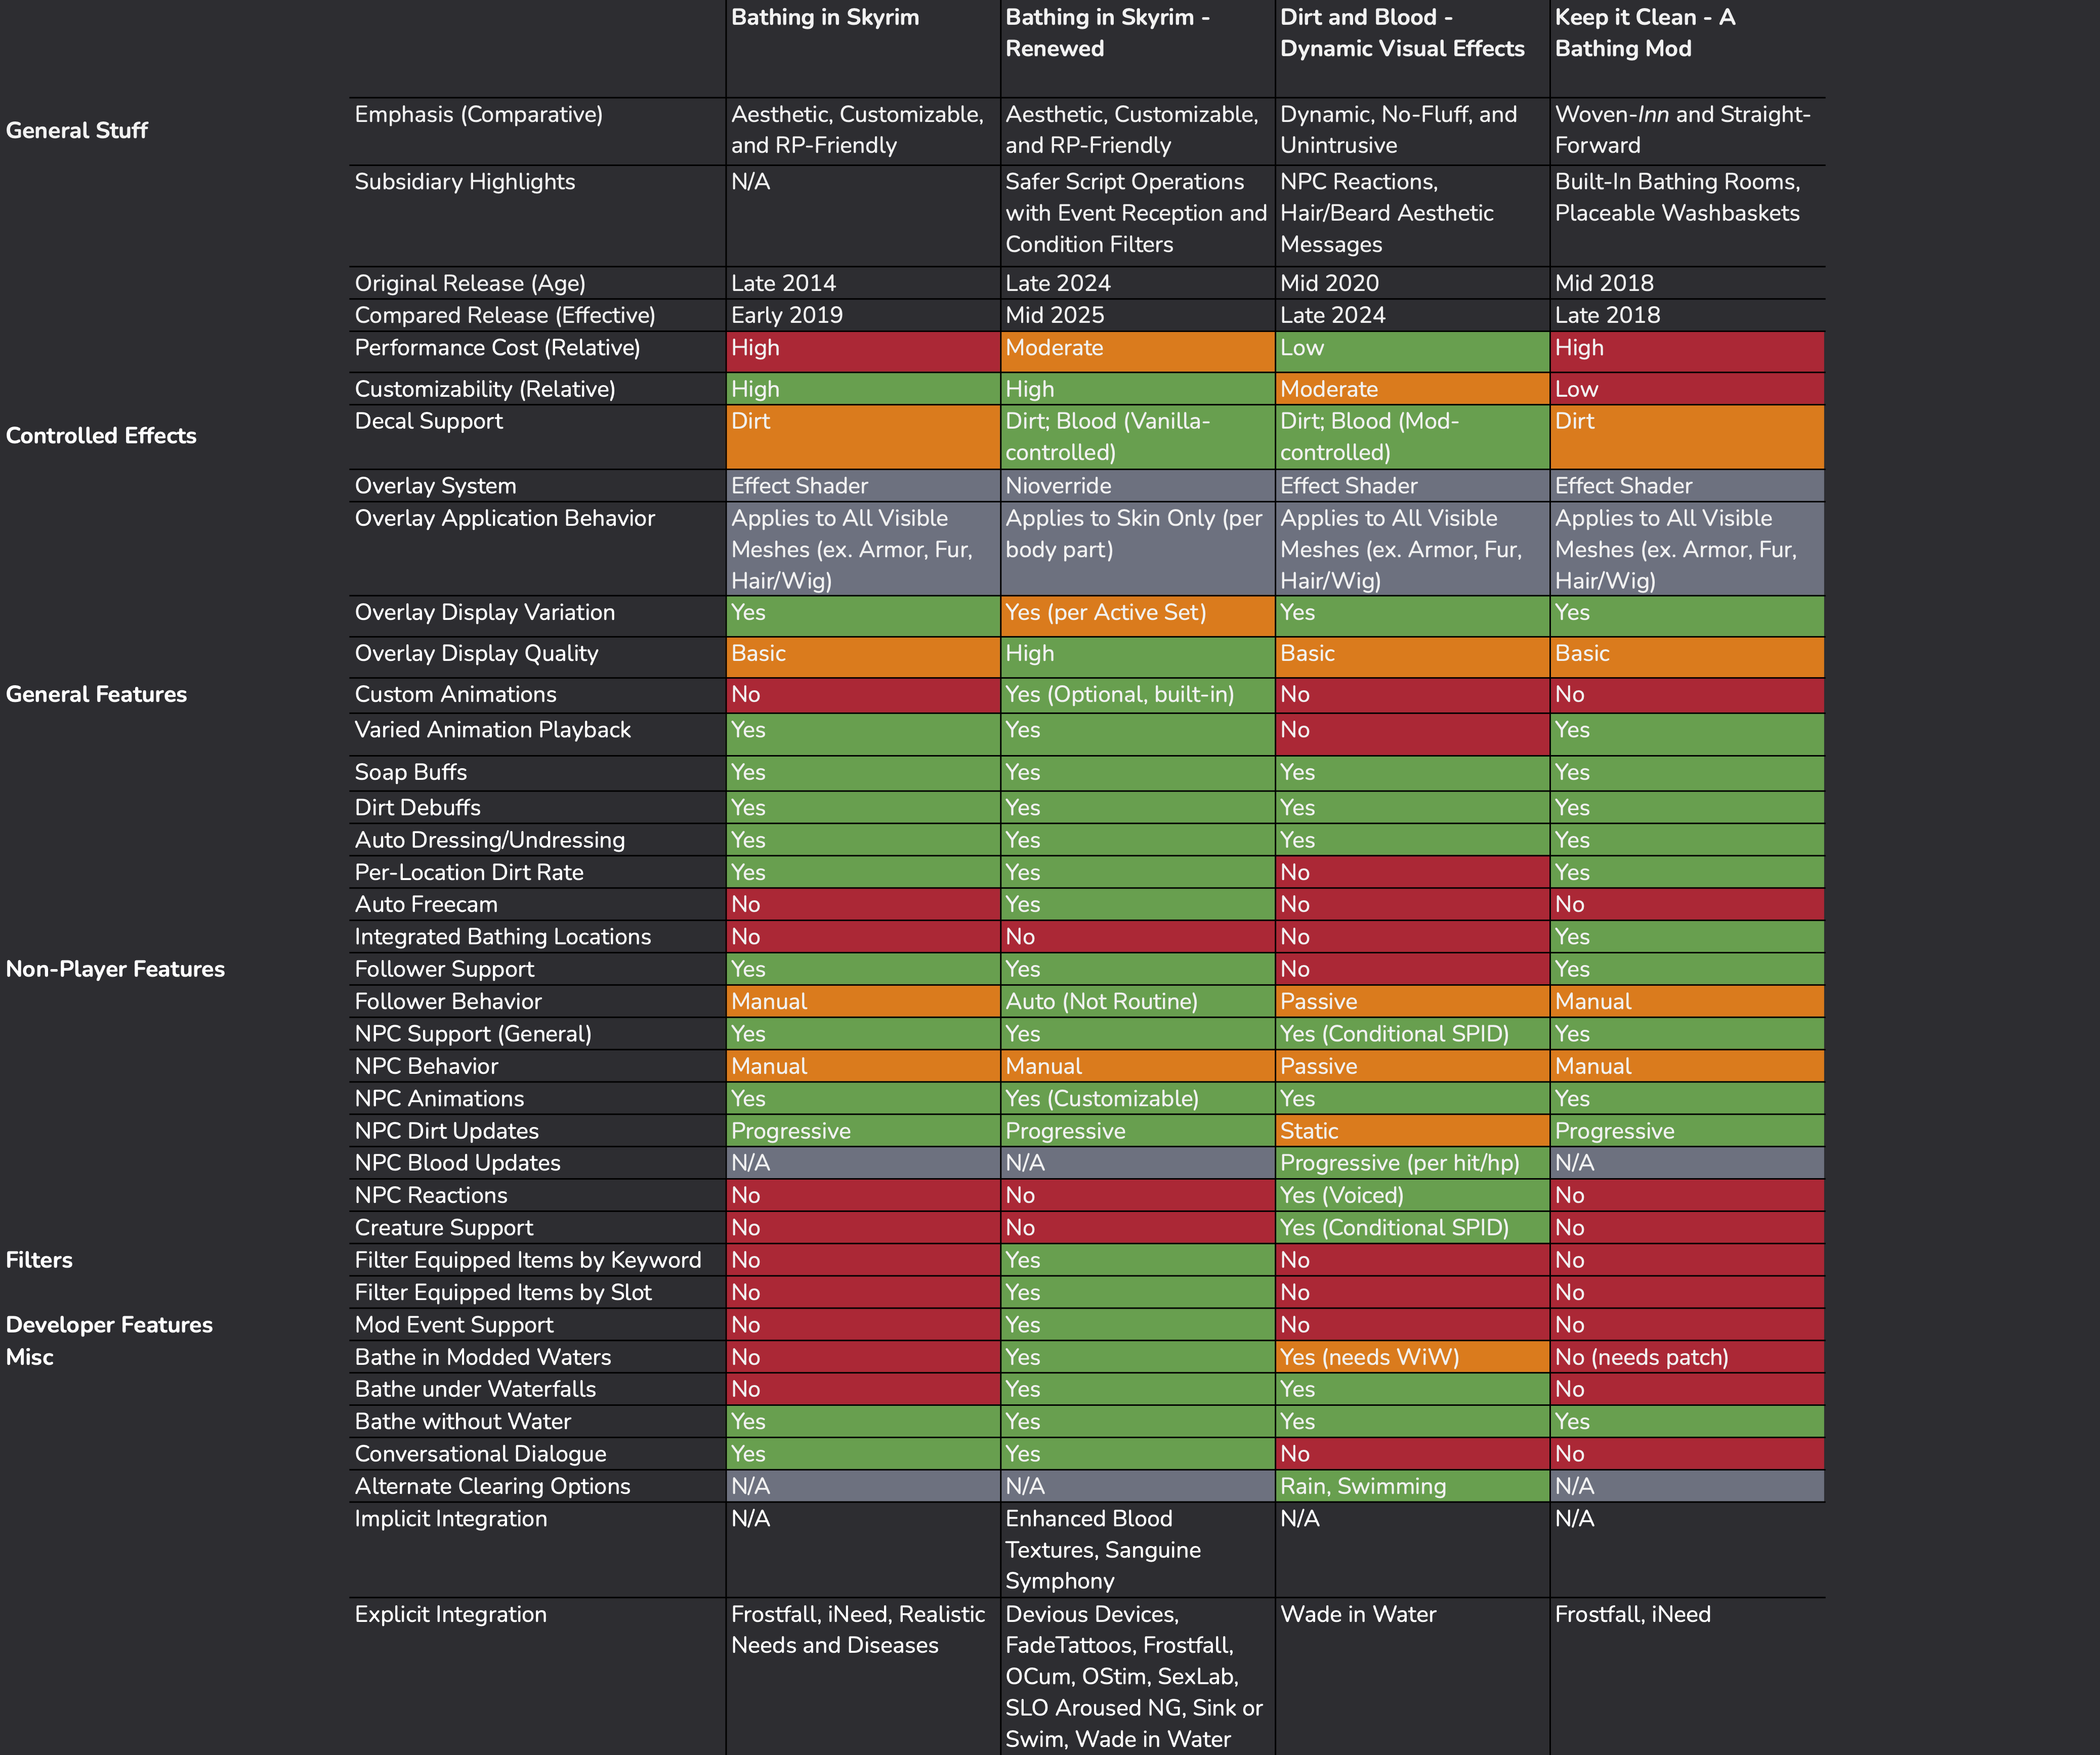 Bathing in Skyrim
Bathing in Skyrim -
Renewed
Dirt and Blood -
Dynamic Visual Effects
Keep it Clean - A
Bathing Mod
General Stuff
Emphasis (Comparative)
Aesthetic, Customizable,
and RP-Friendly
Aesthetic, Customizable,
and RP-Friendly
Dynamic, No-Fluff, and
Unintrusive
Woven-Inn and Straight-
Forward
Subsidiary Highlights
N/A
Safer Script Operations
with Event Reception and
Condition Filters
NPC Reactions,
Hair/Beard Aesthetic
Messages
Built-In Bathing Rooms,
Placeable Washbaskets
Original Release (Age)
Late 2014
Late 2024
Mid 2020
Mid 2018
Compared Release (Effective)
Early 2019
Mid 2025
Late 2024
Late 2018
Performance Cost (Relative)
High
Moderate
Low
High
Customizability (Relative)
High
High
Moderate
Low
Controlled Effects
Decal Support
Dirt
Dirt; Blood (Vanilla-
controlled)
Dirt; Blood (Mod-
controlled)
Dirt
Overlay System
Effect Shader
Nioverride
Effect Shader
Effect Shader
Overlay Application Behavior
Applies to All Visible
Meshes (ex. Armor, Fur,
Hair/Wig)
Applies to Skin Only (per
body part)
Applies to All Visible
Meshes (ex. Armor, Fur,
Hair/Wig)
Applies to All Visible
Meshes (ex. Armor, Fur,
Hair/Wig)
Overlay Display Variation
Yes
Yes (per Active Set)
Yes
Yes
Overlay Display Quality
Basic
High
Basic
Basic
General Features
Custom Animations
No
Yes (Optional, built-in)
No
No
Varied Animation Playback
Yes
Yes
No
Yes
Soap Buffs
Yes
Yes
Yes
Yes
Dirt Debuffs
Yes
Yes
Yes
Yes
Auto Dressing/Undressing
Yes
Yes
Yes
Yes
Per-Location Dirt Rate
Yes
Yes
No
Yes
Auto Freecam
No
Yes
No
No
Integrated Bathing Locations
No
No
No
Yes
Non-Player Features
Follower Support
Yes
Yes
No
Yes
Follower Behavior
Manual
Auto (Not Routine)
Passive
Manual
NPC Support (General)
Yes
Yes
Yes (Conditional SPID)
Yes
NPC Behavior
Manual
Manual
Passive
Manual
NPC Animations
Yes
Yes (Customizable)
Yes
Yes
NPC Dirt Updates
Progressive
Progressive
Static
Progressive
NPC Blood Updates
N/A
N/A
Progressive (per hit/hp)
N/A
NPC Reactions
No
No
Yes (Voiced)
No
Creature Support
No
No
Yes (Conditional SPID)
No
Filters
Filter Equipped Items by Keyword
No
Yes
No
No
Filter Equipped Items by Slot
No
Yes
No
No
Developer Features
Mod Event Support
No
Yes
No
No
Misc
Bathe in Modded Waters
No
Yes
Yes (needs WiW)
No (needs patch)
Bathe under Waterfalls
No
Yes
Yes
No
Bathe without Water
Yes
Yes
Yes
Yes
Conversational Dialogue
Yes
Yes
No
No
Alternate Clearing Options
N/A
N/A
Rain, Swimming
N/A
Implicit Integration
N/A
Enhanced Blood
Textures, Sanguine
Symphony
N/A
N/A
Explicit Integration
Frostfall, iNeed, Realistic
Needs and Diseases
Devious Devices,
FadeTattoos, Frostfall,
OCum, OStim, SexLab,
SLO Aroused NG, Sink or
Swim, Wade in Water
Wade in Water
Frostfall, iNeed